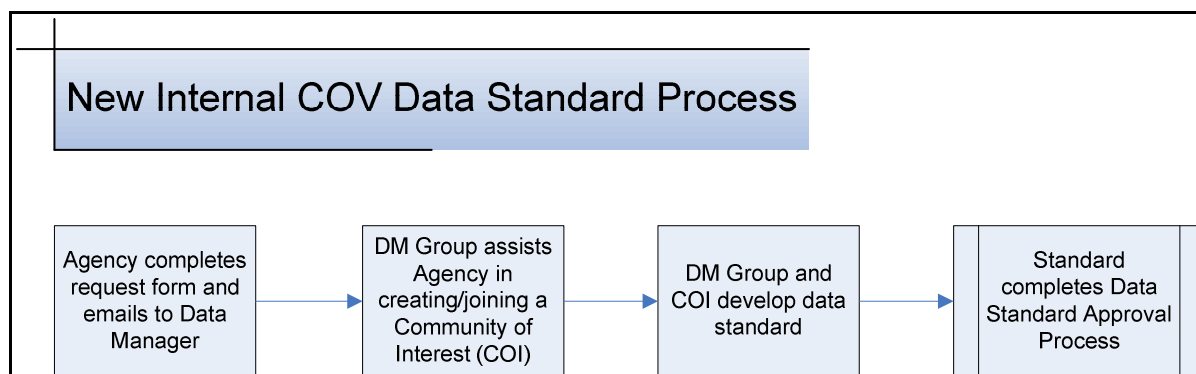 New Internal COV Data Standard Process
Agency completes
request form and
emails to Data
Manager
DM Group assists
Agency in
creating/joining a
Community of
Interest (COI)
DM Group and
COI develop data
standard
Standard
completes Data
Standard Approval
Process